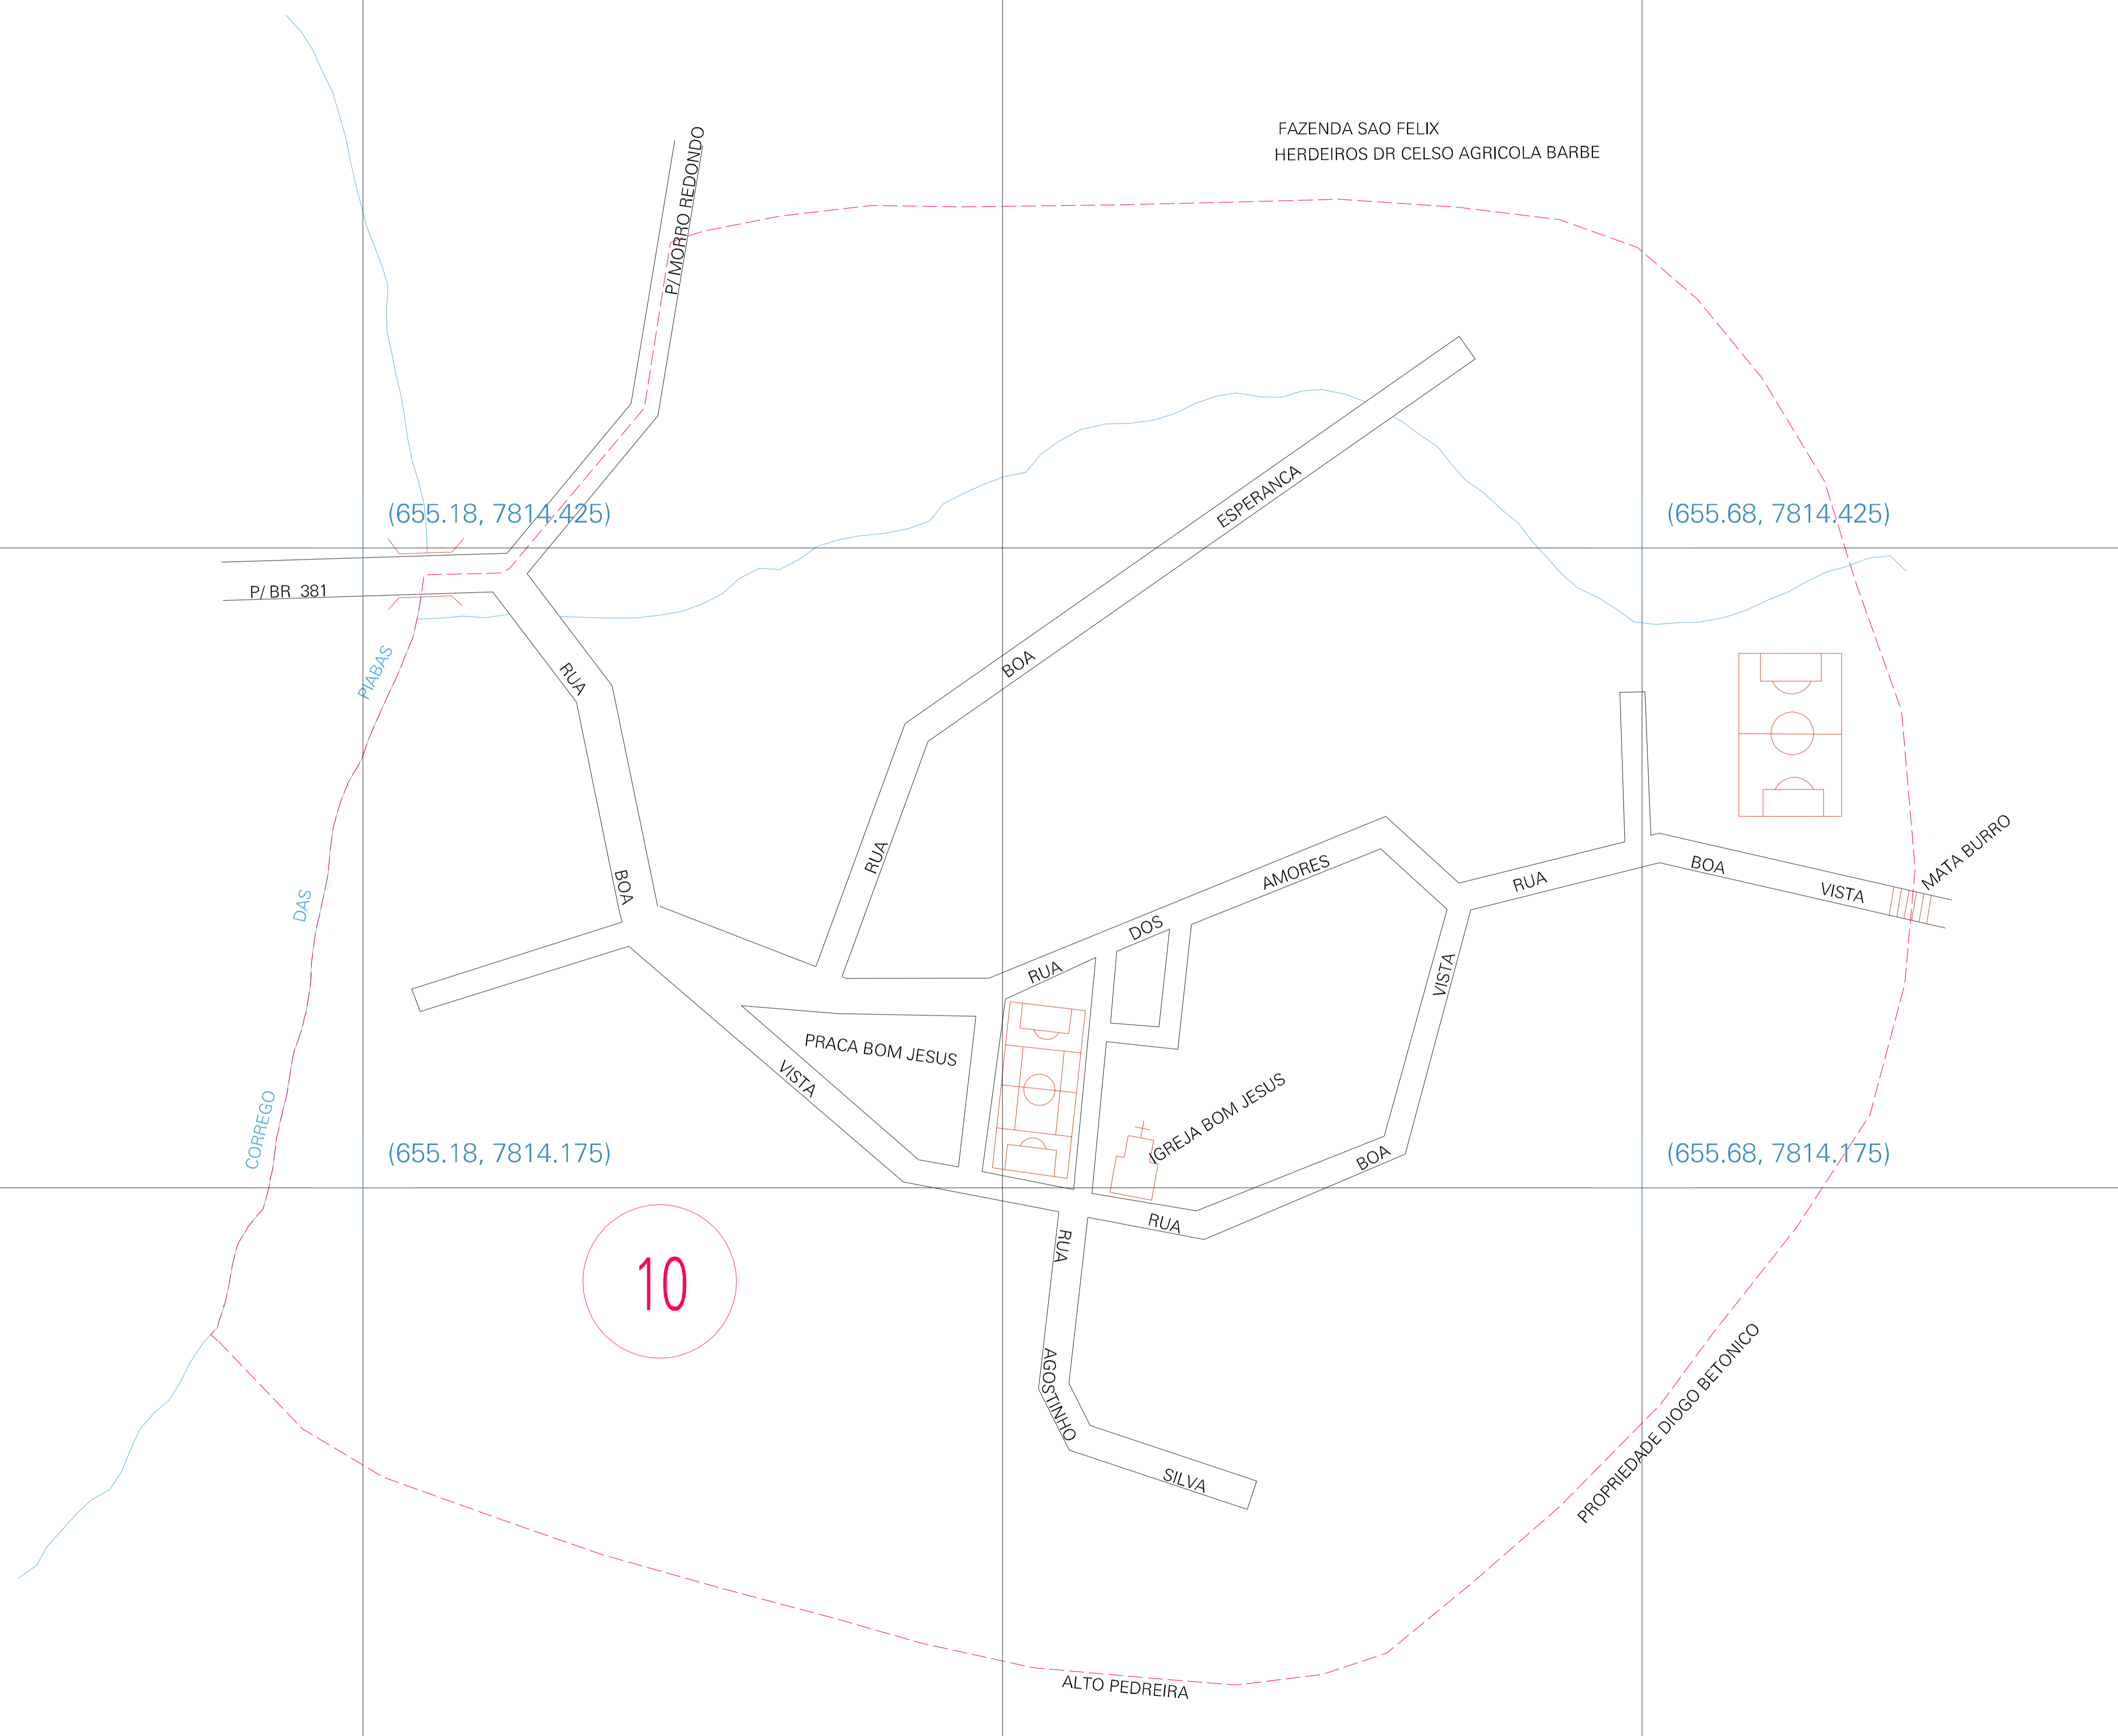 FAZENDA SAO FELIX
HERDEIROS DR CELSO AGRICOLA BARBE
P/ MORRO REDONDO
(655.18, 7814.425)
(655.68, 7814.425)
ESPERANCA
BOA
RUA
P/ BR 381
PIABAS
DAS
CORREGO
RUA
BOA
VISTA
MATA BURRO
RUA
BOA
VISTA
AMORES
DOS
RUA
PRACA BOM JESUS
VISTA
IGREJA BOM JESUS
(655.18, 7814.175)
(655.68, 7814.175)
BOA
RUA
RUA
AGOSTINHO
SILVA
10
PROPRIEDADE DIOGO BETONICO
ALTO PEDREIRA